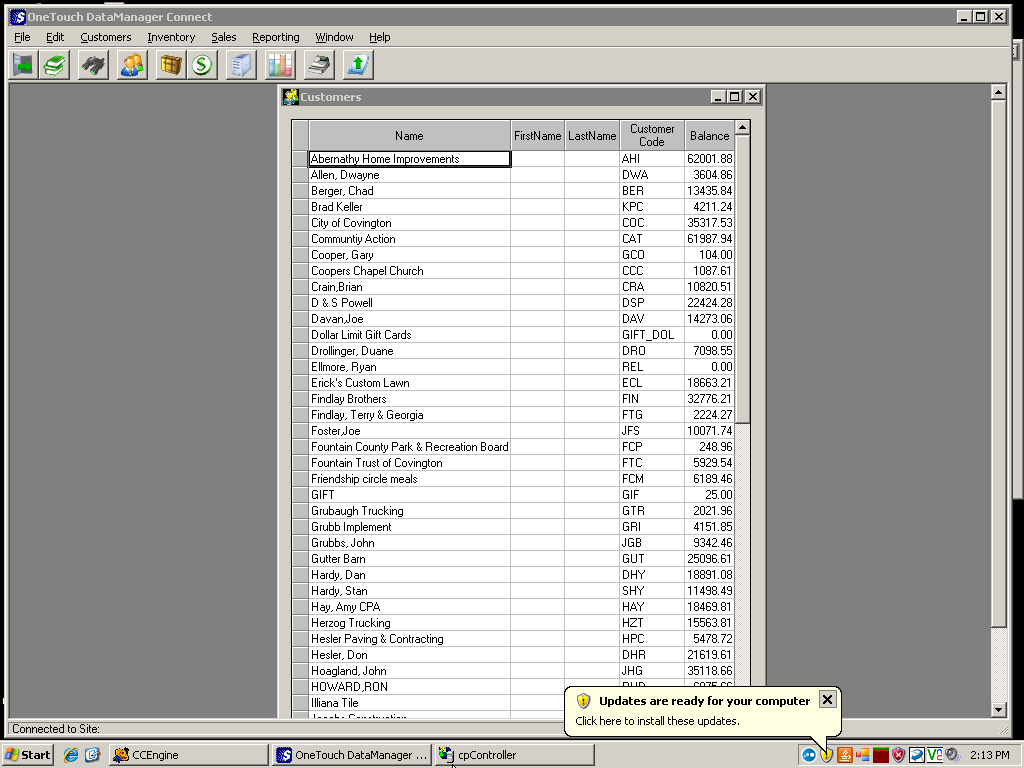 OneTouch DataManager Connect
File Edit Customers Inventory Sales Reporting Window Help
Customers
Name FirstName LastName Customer Code Balance
Abernathy Home Improvements AHI 62001.88
Allen, Dwayne DWA 3604.86
Berger, Chad BER 13435.84
Brad Keller KPC 4211.24
City of Covington COC 35317.53
Communtiy Action CAT 61987.94
Cooper, Gary GCO 104.00
Coopers Chapel Church CCC 1087.61
Crain,Brian CRA 10820.51
D & S Powell DSP 22424.28
Davan,Joe DAV 14273.06
Dollar Limit Gift Cards GIFT_DOL 0.00
Drollinger, Duane DRO 7098.55
Ellmore, Ryan REL 0.00
Erick's Custom Lawn ECL 18663.21
Findlay Brothers FIN 32776.21
Findlay, Terry & Georgia FTG 2224.27
Foster,Joe JFS 10071.74
Fountain County Park & Recreation Board FCP 248.96
Fountain Trust of Covington FTC 5929.54
Friendship circle meals FCM 6189.46
GIFT GIF 25.00
Grubaugh Trucking GTR 2021.96
Grubb Implement GRI 4151.85
Grubbs, John JGB 9342.46
Gutter Barn GUT 25096.61
Hardy, Dan DHY 18891.08
Hardy, Stan SHY 11498.49
Hay, Amy CPA HAY 18469.81
Herzog Trucking HZT 15563.81
Hesler Paving & Contracting HPC 5478.72
Hesler, Don DHR 21619.61
Hoagland, John JHG 35118.66
HOWARD,RON
Illiana Tile
Updates are ready for your computer
Click here to install these updates.
Connected to Site:
Start CCEngine OneTouch DataManager ... cpController 2:13 PM